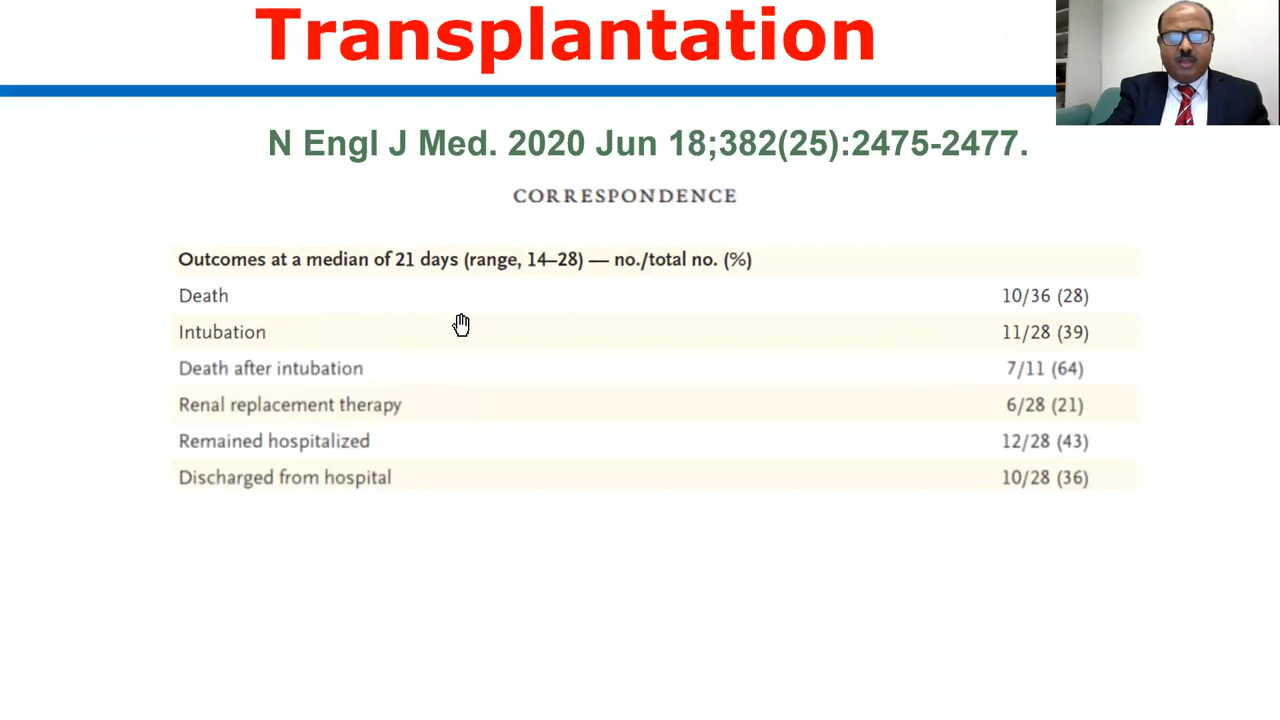 Transplantation
N Engl J Med. 2020 Jun 18;382(25):2475-2477.
CORRESPONDENCE
Outcomes at a median of 21 days (range, 14–28) — no./total no. (%)
Death 10/36 (28)
Intubation 11/28 (39)
Death after intubation 7/11 (64)
Renal replacement therapy 6/28 (21)
Remained hospitalized 12/28 (43)
Discharged from hospital 10/28 (36)